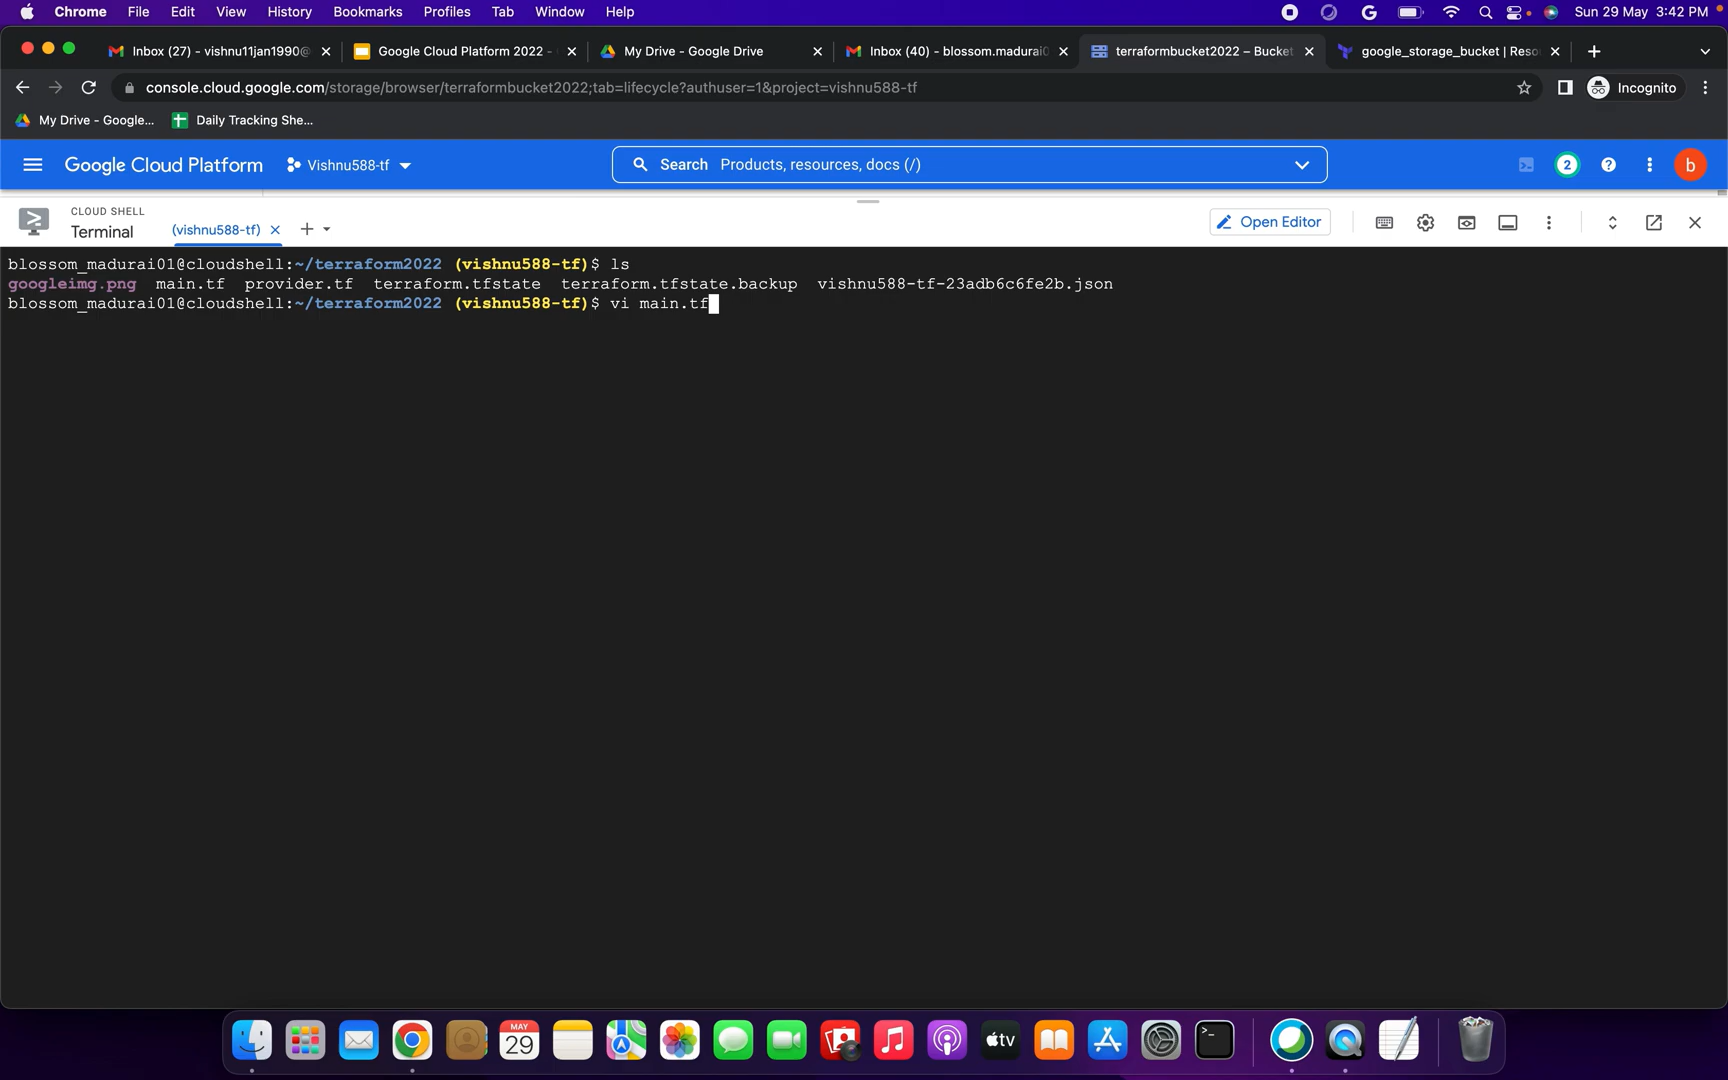 Chrome File Edit View History Bookmarks Profiles Tab Window Help Sun 29 May 3:42 PM
Inbox (27) - vishnu11jan1990@ Google Cloud Platform 2022 - My Drive - Google Drive Inbox (40) - blossom.madurai0 terraformbucket2022 – Bucket google_storage_bucket | Reso
console.cloud.google.com/storage/browser/terraformbucket2022;tab=lifecycle?authuser=1&project=vishnu588-tf Incognito
My Drive - Google... Daily Tracking She...
Google Cloud Platform Vishnu588-tf Search Products, resources, docs (/) 2 b
CLOUD SHELL
Terminal (vishnu588-tf) Open Editor
blossom_madurai01@cloudshell:~/terraform2022 (vishnu588-tf)$ ls
googleimg.png main.tf provider.tf terraform.tfstate terraform.tfstate.backup vishnu588-tf-23adb6c6fe2b.json
blossom_madurai01@cloudshell:~/terraform2022 (vishnu588-tf)$ vi main.tf
MAY
29
tv